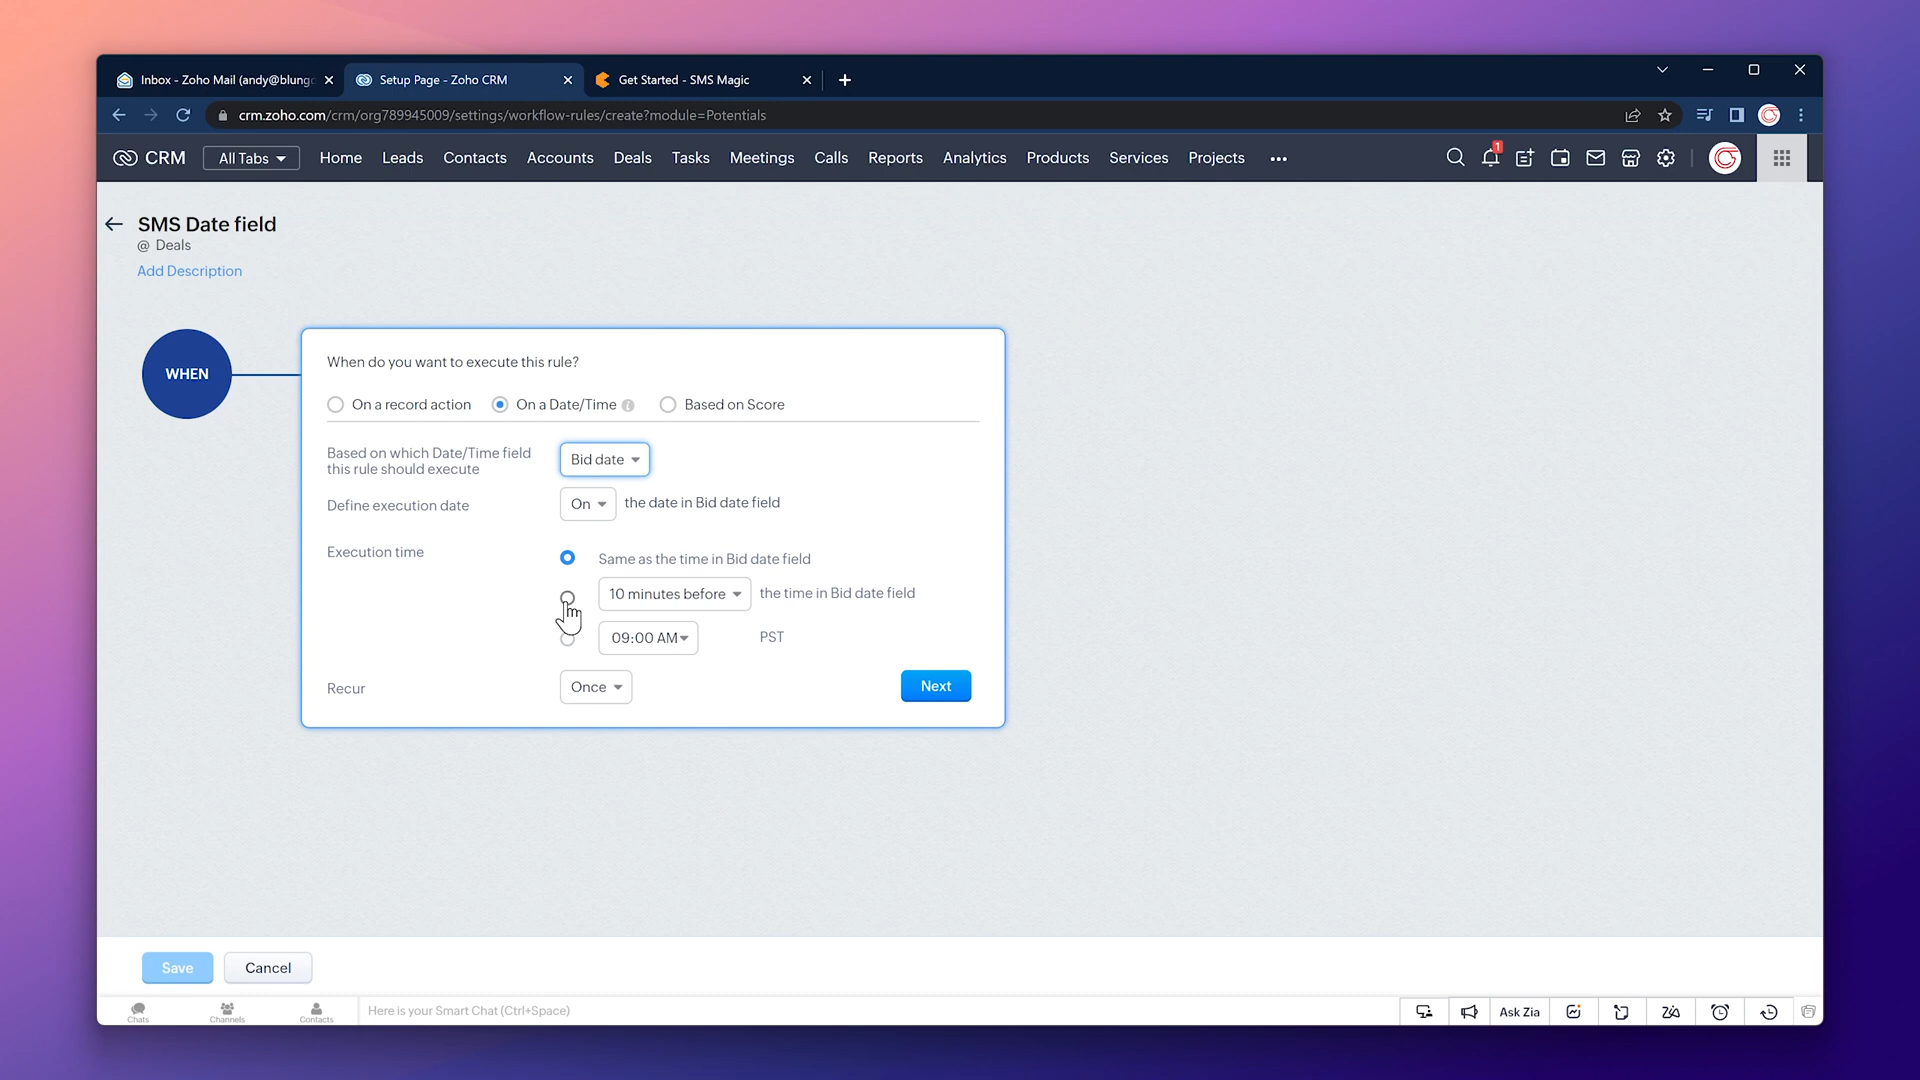 Inbox - Zoho Mail (andy@blungo
Setup Page - Zoho CRM
Get Started - SMS Magic
crm.zoho.com/crm/org789945009/settings/workflow-rules/create?module=Potentials
CRM
All Tabs
Home
Leads
Contacts
Accounts
Deals
Tasks
Meetings
Calls
Reports
Analytics
Products
Services
Projects
1
SMS Date field
@ Deals
Add Description
WHEN
When do you want to execute this rule?
On a record action
On a Date/Time
Based on Score
Based on which Date/Time field
this rule should execute
Bid date
Define execution date
On
the date in Bid date field
Execution time
Same as the time in Bid date field
10 minutes before
the time in Bid date field
09:00 AM
PST
Recur
Once
Next
Save
Cancel
Chats
Channels
Contacts
Here is your Smart Chat (Ctrl+Space)
Ask Zia